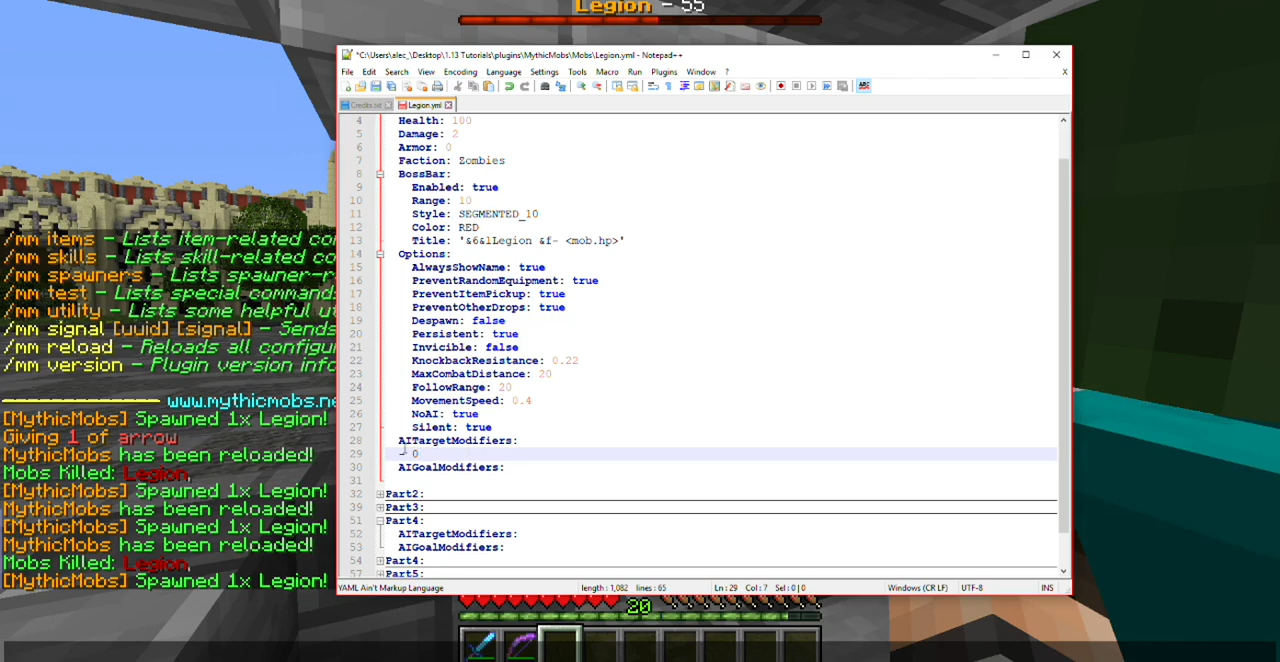 Legion - 55
*C:\Users\alec_\Desktop\1.13 Tutorials\plugins\MythicMobs\Mobs\Legion.yml - Notepad++
File Edit Search View Encoding Language Settings Tools Macro Run Plugins Window ? X
Credits.txt Legion.yml
4 Health: 100
5 Damage: 2
6 Armor: 0
7 Faction: Zombies
8 BossBar:
9 Enabled: true
10 Range: 10
11 Style: SEGMENTED_10
12 Color: RED
13 Title: '&6&lLegion &f- <mob.hp>'
14 Options:
15 AlwaysShowName: true
16 PreventRandomEquipment: true
17 PreventItemPickup: true
18 PreventOtherDrops: true
19 Despawn: false
20 Persistent: true
21 Invicible: false
22 KnockbackResistance: 0.22
23 MaxCombatDistance: 20
24 FollowRange: 20
25 MovementSpeed: 0.4
26 NoAI: true
27 Silent: true
28 AITargetModifiers:
29 - 0
30 AIGoalModifiers:
31
32 Part2:
39 Part3:
51 Part4:
52 AITargetModifiers:
53 AIGoalModifiers:
54 Part4:
57 Part5:
YAML Ain't Markup Language length : 1,082 lines : 65 Ln : 29 Col : 7 Sel : 0 | 0 Windows (CR LF) UTF-8 INS
/mm items - Lists item-related
/mm skills - Lists skill-related
/mm spawners - Lists
/mm test - Lists special
/mm utility - Lists some helpful
/mm signal [uuid] [signal] - Sends
/mm reload - Reloads all
/mm version - Plugin version
www.mythicmobs.ne
[MythicMobs] Spawned 1x Legion!
Giving 1 of arrow
MythicMobs has been reloaded!
Mobs Killed: Legion,
[MythicMobs] Spawned 1x Legion!
MythicMobs has been reloaded!
[MythicMobs] Spawned 1x Legion!
MythicMobs has been reloaded!
Mobs Killed: Legion,
[MythicMobs] Spawned 1x Legion!
20